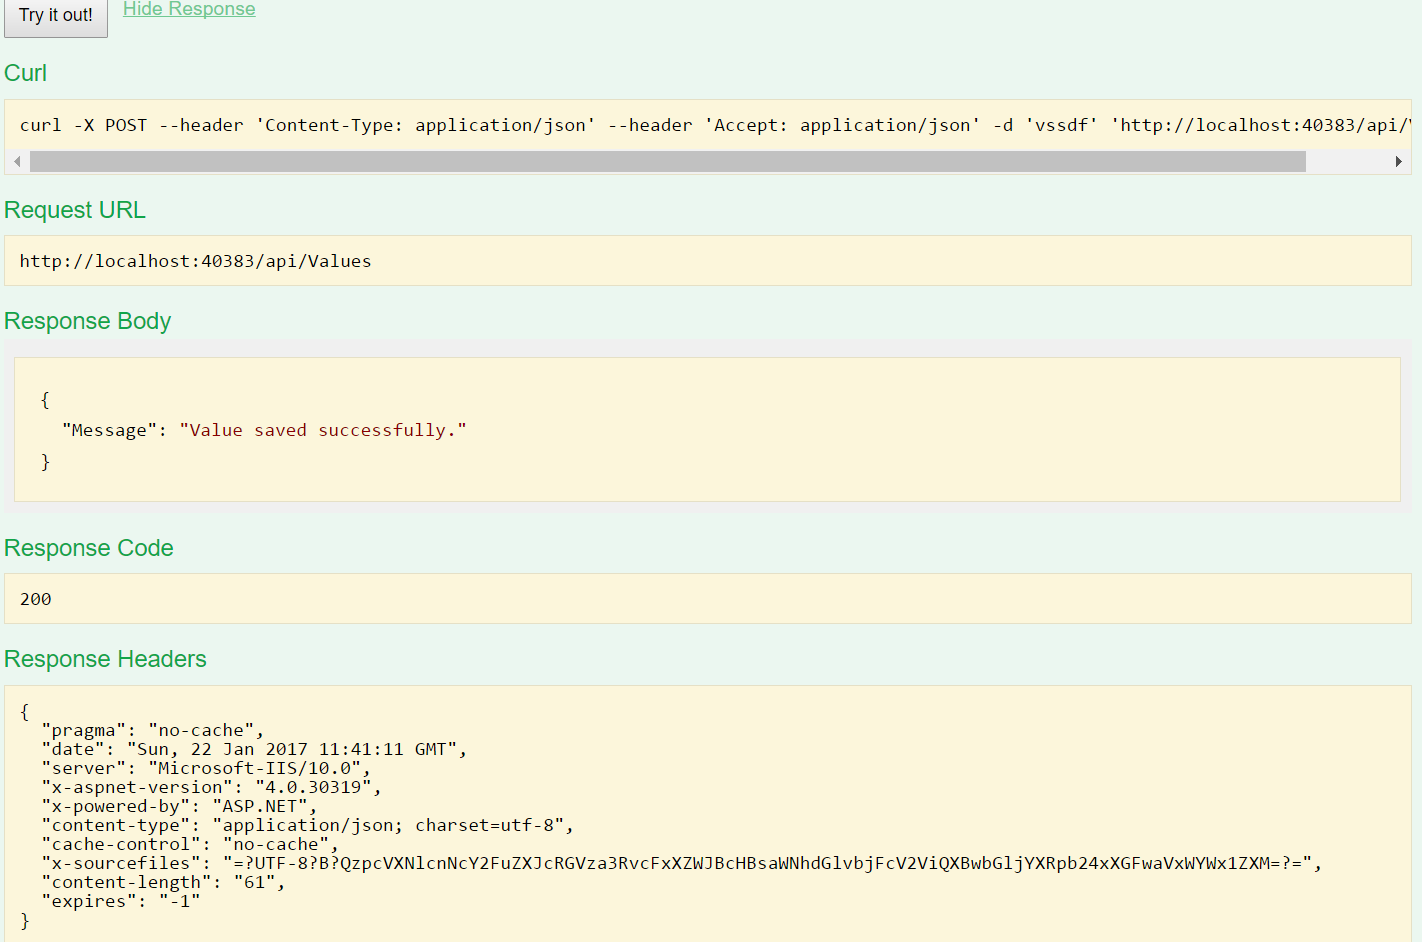 Try it out!
Hide Response
Curl
curl -X POST --header 'Content-Type: application/json' --header 'Accept: application/json' -d 'vssdf' 'http://localhost:40383/api/
Request URL
http://localhost:40383/api/Values
Response Body
{
"Message": "Value saved successfully."
}
Response Code
200
Response Headers
{
"pragma": "no-cache",
"date": "Sun, 22 Jan 2017 11:41:11 GMT",
"server": "Microsoft-IIS/10.0",
"x-aspnet-version": "4.0.30319",
"x-powered-by": "ASP.NET",
"content-type": "application/json; charset=utf-8",
"cache-control": "no-cache",
"x-sourcefiles": "=?UTF-8?B?QzpcVXNlcnNcY2FuZXJcRGVza3RvcFxXZWJBcHBsaWNhdGlvbjFcV2ViQXBwbGljYXRpb24xXGFwaVxWYWx1ZXM=?=",
"content-length": "61",
"expires": "-1"
}